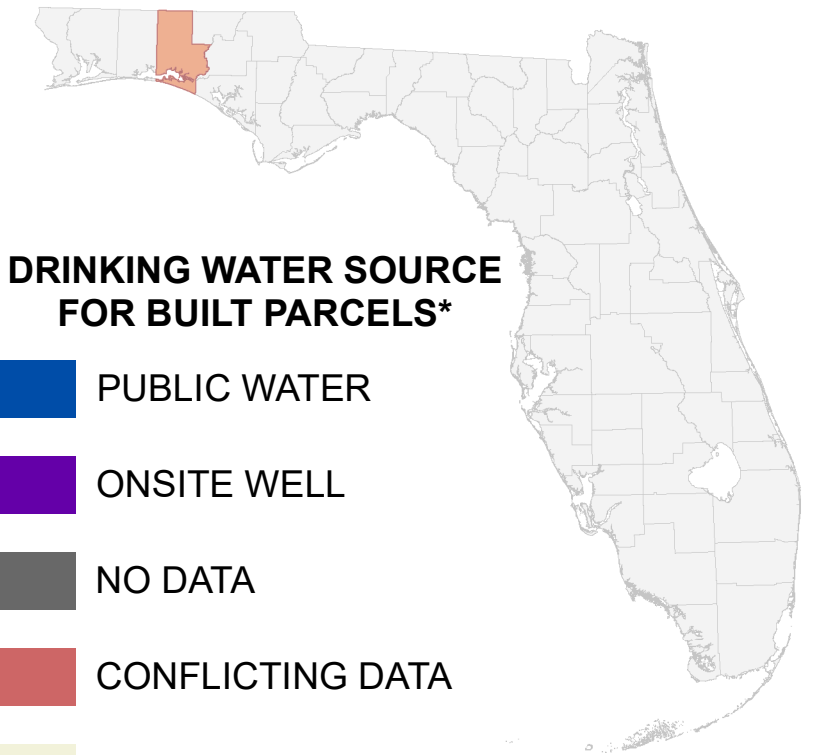 DRINKING WATER SOURCE
FOR BUILT PARCELS*
PUBLIC WATER
ONSITE WELL
NO DATA
CONFLICTING DATA